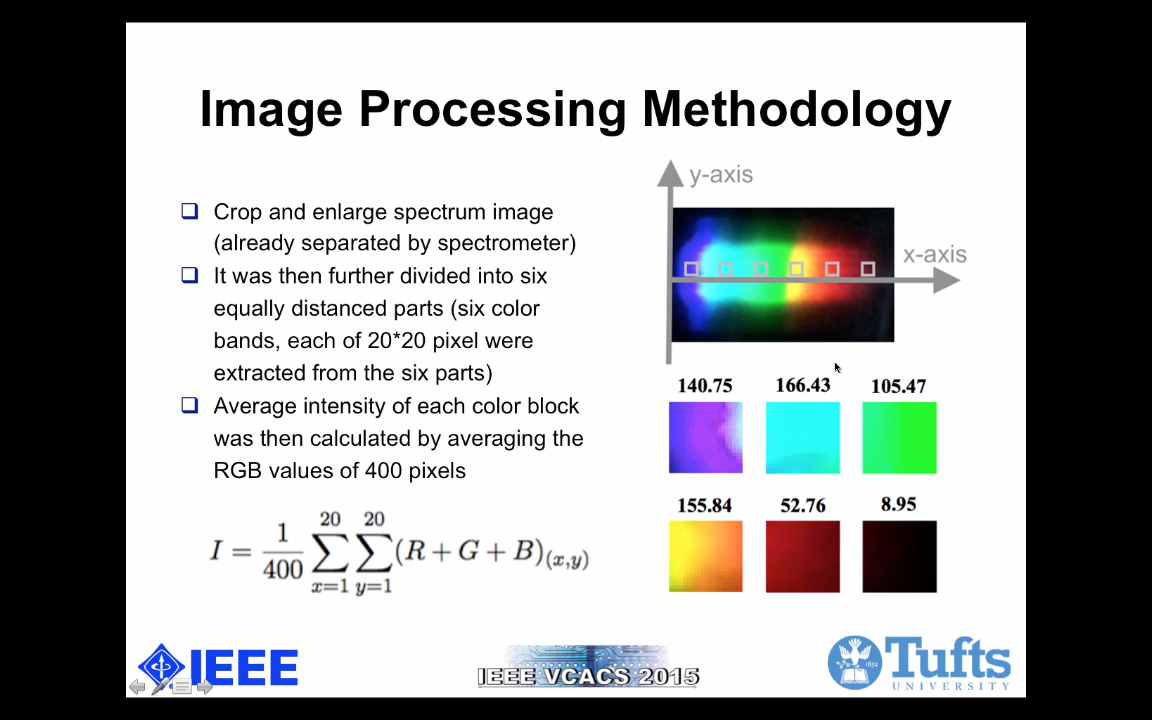 Image Processing Methodology
y-axis
x-axis
Crop and enlarge spectrum image
(already separated by spectrometer)
It was then further divided into six
equally distanced parts (six color
bands, each of 20*20 pixel were
extracted from the six parts)
Average intensity of each color block
was then calculated by averaging the
RGB values of 400 pixels
I = \frac{1}{400} \sum_{x=1}^{20} \sum_{y=1}^{20} (R + G + B)_{(x,y)}
140.75 166.43 105.47
155.84 52.76 8.95
IEEE
IEEE VCACS 2015
1852
Tufts
UNIVERSITY